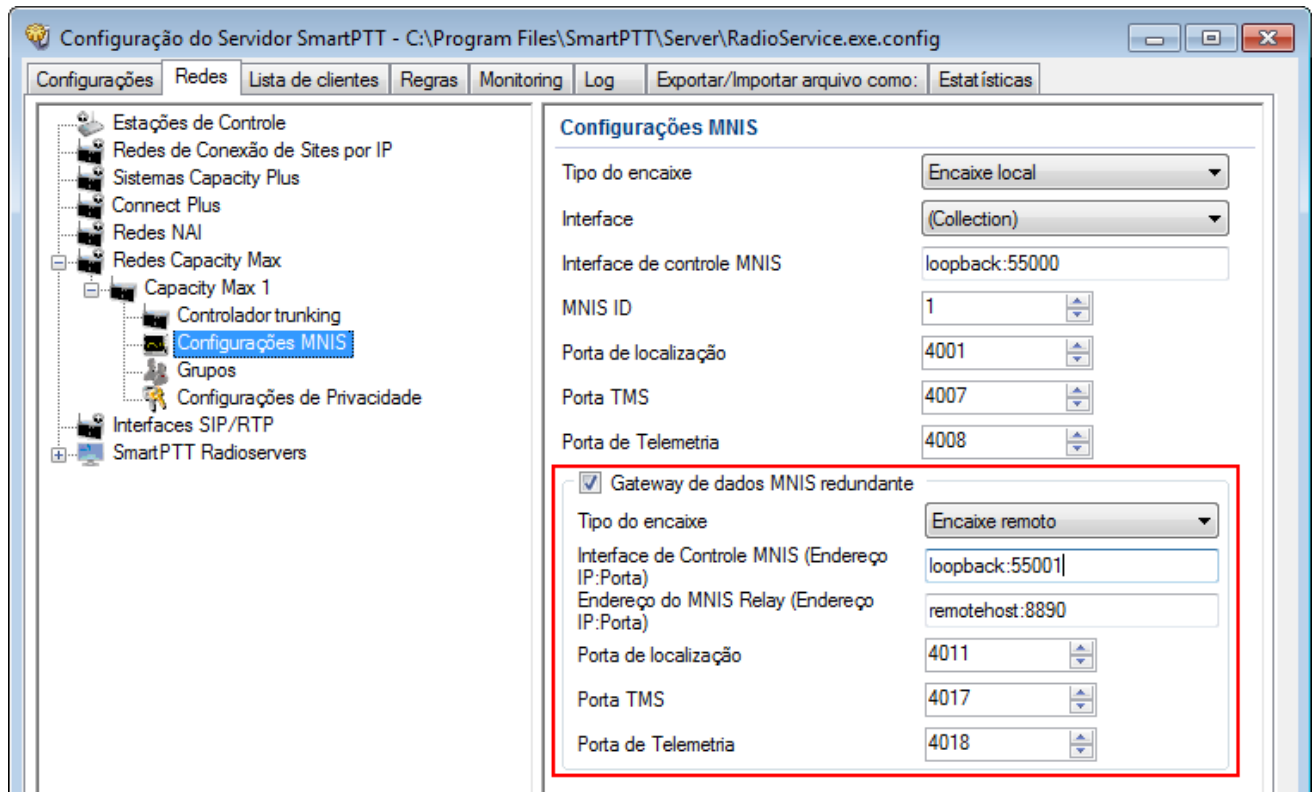 Configuração do Servidor SmartPTT - C:\Program Files\SmartPTT\Server\RadioService.exe.config
Configurações Redes Lista de clientes Regras Monitoring Log Exportar/Importar arquivo como: Estatísticas
Estações de Controle
Redes de Conexão de Sites por IP
Sistemas Capacity Plus
Connect Plus
Redes NAI
Redes Capacity Max
Capacity Max 1
Controlador trunking
Configurações MNIS
Grupos
Configurações de Privacidade
Interfaces SIP/RTP
SmartPTT Radioservers
Configurações MNIS
Tipo do encaixe Encaixe local
Interface (Collection)
Interface de controle MNIS loopback:55000
MNIS ID 1
Porta de localização 4001
Porta TMS 4007
Porta de Telemetria 4008
Gateway de dados MNIS redundante
Tipo do encaixe Encaixe remoto
Interface de Controle MNIS (Endereço
IP:Porta) loopback:55001
Endereço do MNIS Relay (Endereço
IP:Porta) remotehost:8890
Porta de localização 4011
Porta TMS 4017
Porta de Telemetria 4018